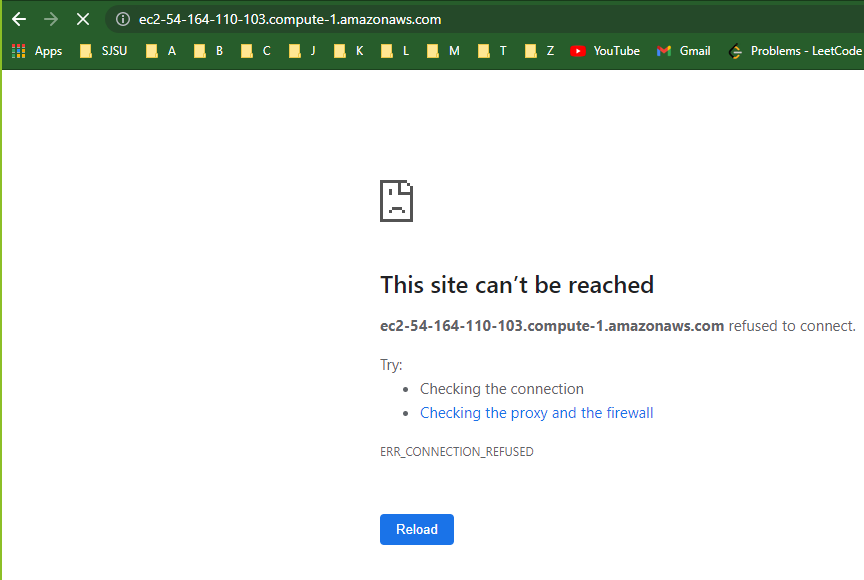 ec2-54-164-110-103.compute-1.amazonaws.com
Apps SJSU A B C J K L M T Z YouTube Gmail Problems - LeetCode
This site can’t be reached
ec2-54-164-110-103.compute-1.amazonaws.com refused to connect.
Try:
• Checking the connection
• Checking the proxy and the firewall
ERR_CONNECTION_REFUSED
Reload